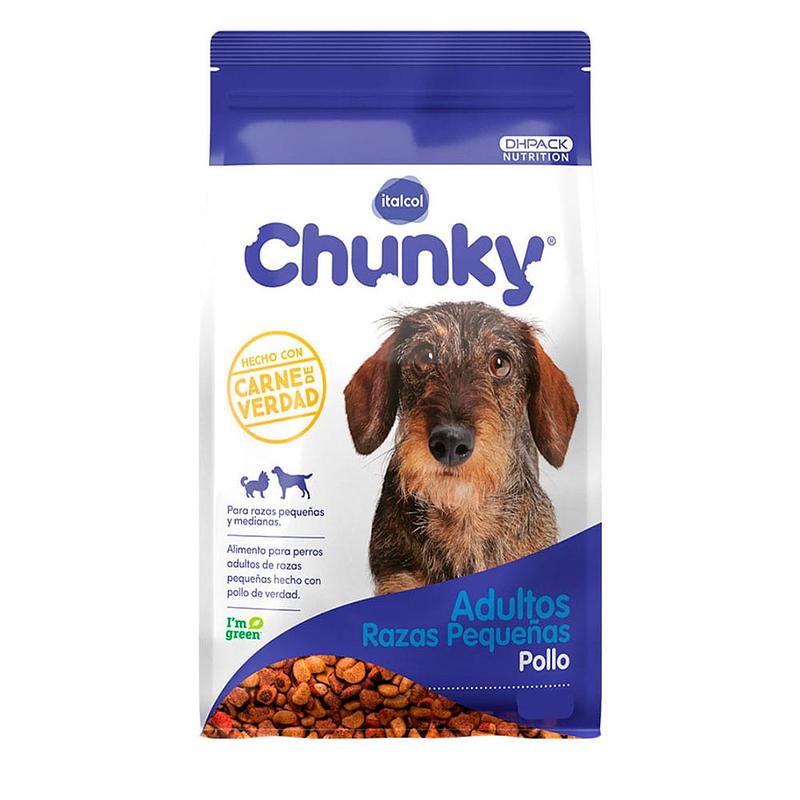 DHPACK
NUTRITION
italcol
Chunky®
HECHO CON
CARNE DE
VERDAD
Para razas pequeñas
y medianas.
Alimento para perros
adultos de razas
pequeñas hecho con
pollo de verdad.
I'm
green
Adultos
Razas Pequeñas
Pollo